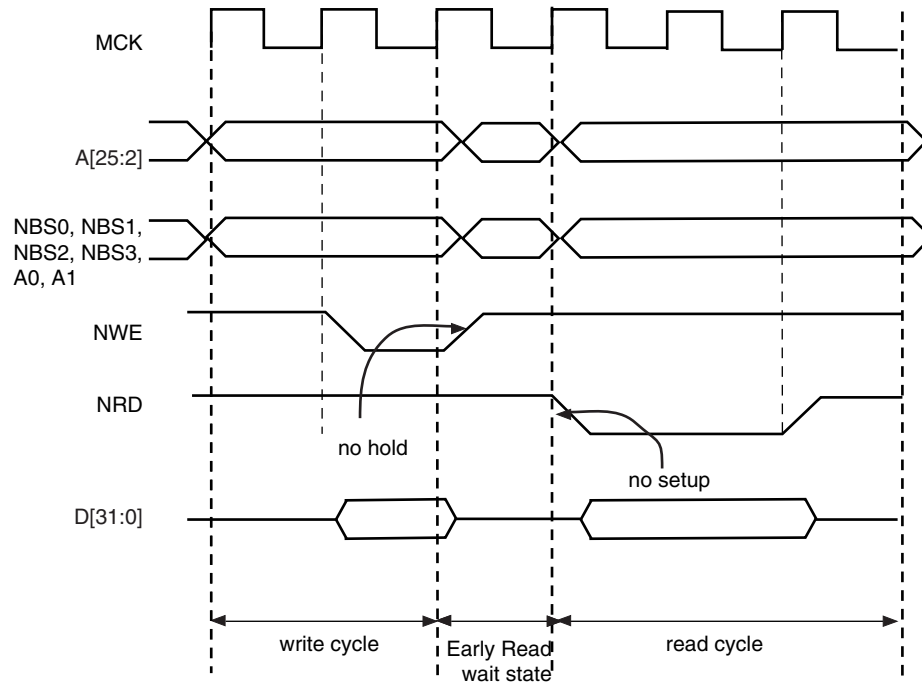 MCK
A[25:2]
NBS0, NBS1,
NBS2, NBS3,
A0, A1
NWE
NRD
no hold
no setup
D[31:0]
write cycle
Early Read
wait state
read cycle